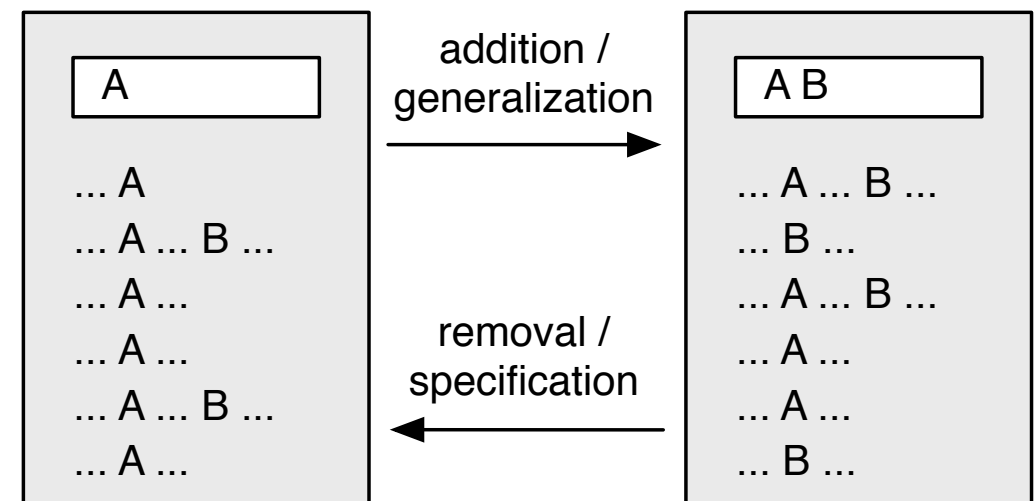 A
... A
... A ... B ...
... A ...
... A ...
... A ... B ...
... A ...
addition /
generalization
removal /
specification
A B
... A ... B ...
... B ...
... A ... B ...
... A ...
... A ...
... B ...